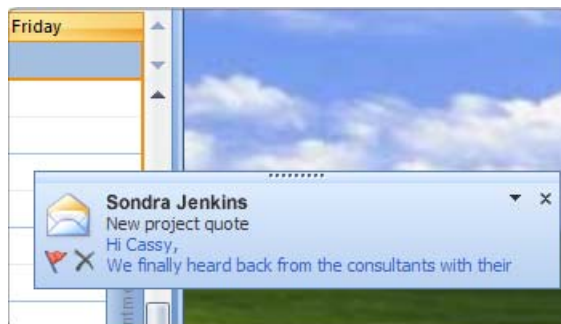 Friday
Sondra Jenkins
New project quote
Hi Cassy,
We finally heard back from the consultants with their